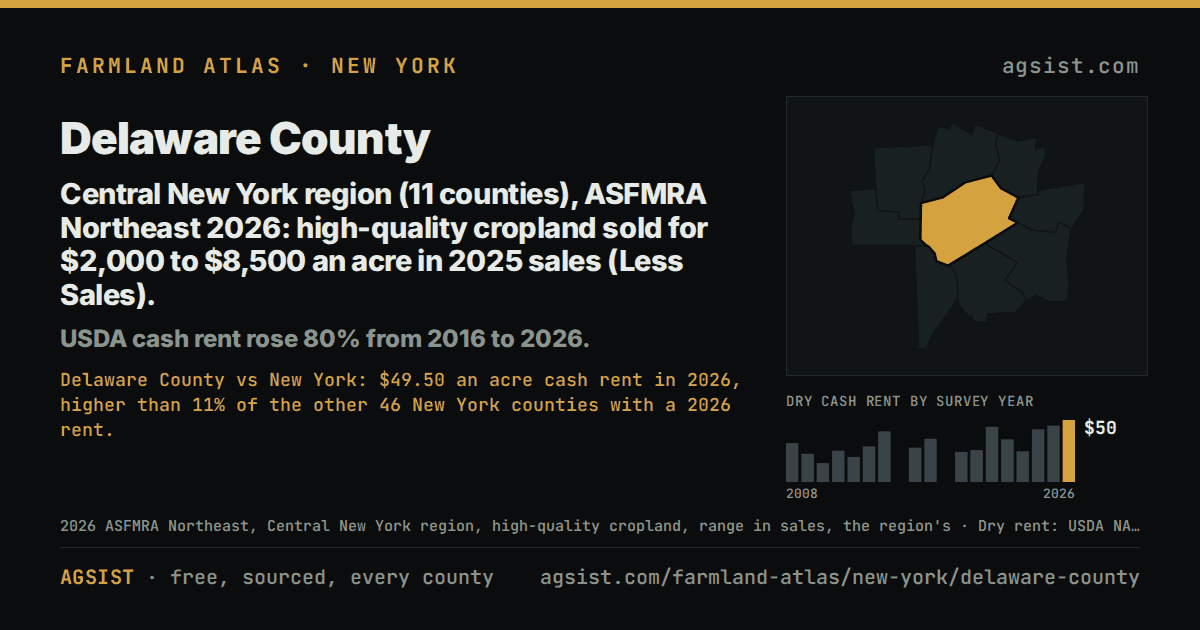 FARMLAND ATLAS · NEW YORK
agsist.com
Delaware County
Central New York region (11 counties), ASFMRA
Northeast 2026: high-quality cropland sold for
$2,000 to $8,500 an acre in 2025 sales (Less
Sales).
USDA cash rent rose 80% from 2016 to 2026.
Delaware County vs New York: $49.50 an acre cash rent in 2026,
higher than 11% of the other 46 New York counties with a 2026
rent.
DRY CASH RENT BY SURVEY YEAR
$50
2008 2026
2026 ASFMRA Northeast, Central New York region, high-quality cropland, range in sales, the region's · Dry rent: USDA NA…
AGSIST · free, sourced, every county
agsist.com/farmland-atlas/new-york/delaware-county